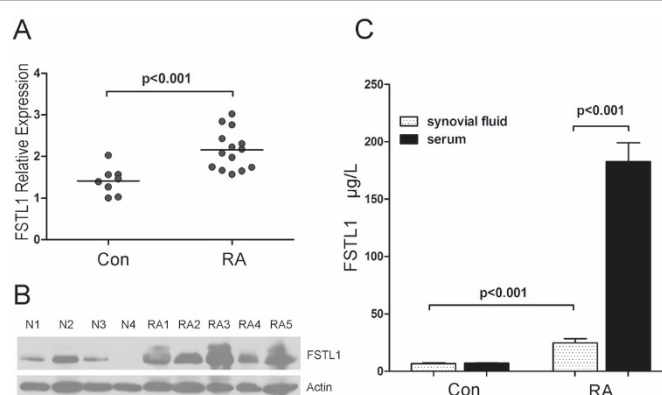 A
p<0.001
FSTL1 Relative Expression
4
3
2
1
0
Con RA
B
N1 N2 N3 N4 RA1 RA2 RA3 RA4 RA5
FSTL1
Actin
C
FSTL1 µg/L
250
200
150
100
50
0
synovial fluid
serum
p<0.001
p<0.001
Con RA